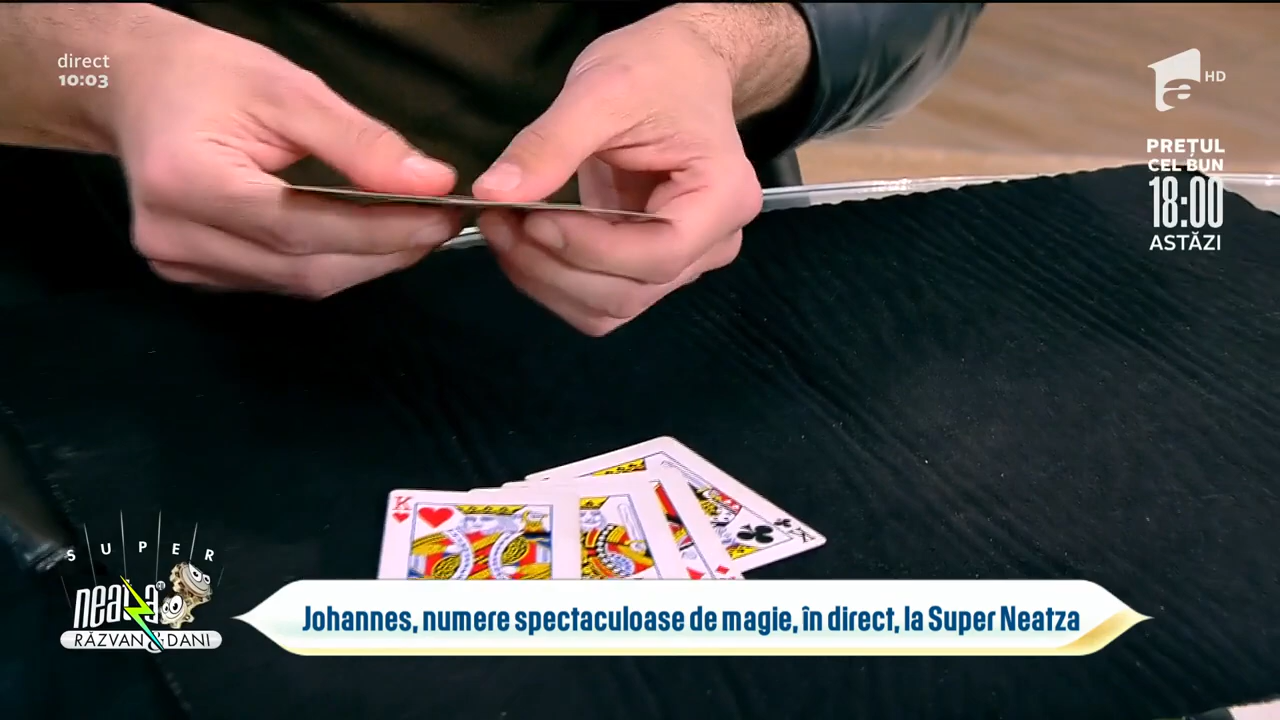 direct
10:03
HD
PREȚUL
CEL BUN
18:00
ASTĂZI
K
K
SUPER
neatza
RĂZVAN & DANI
Johannes, numere spectaculoase de magie, în direct, la Super Neatza